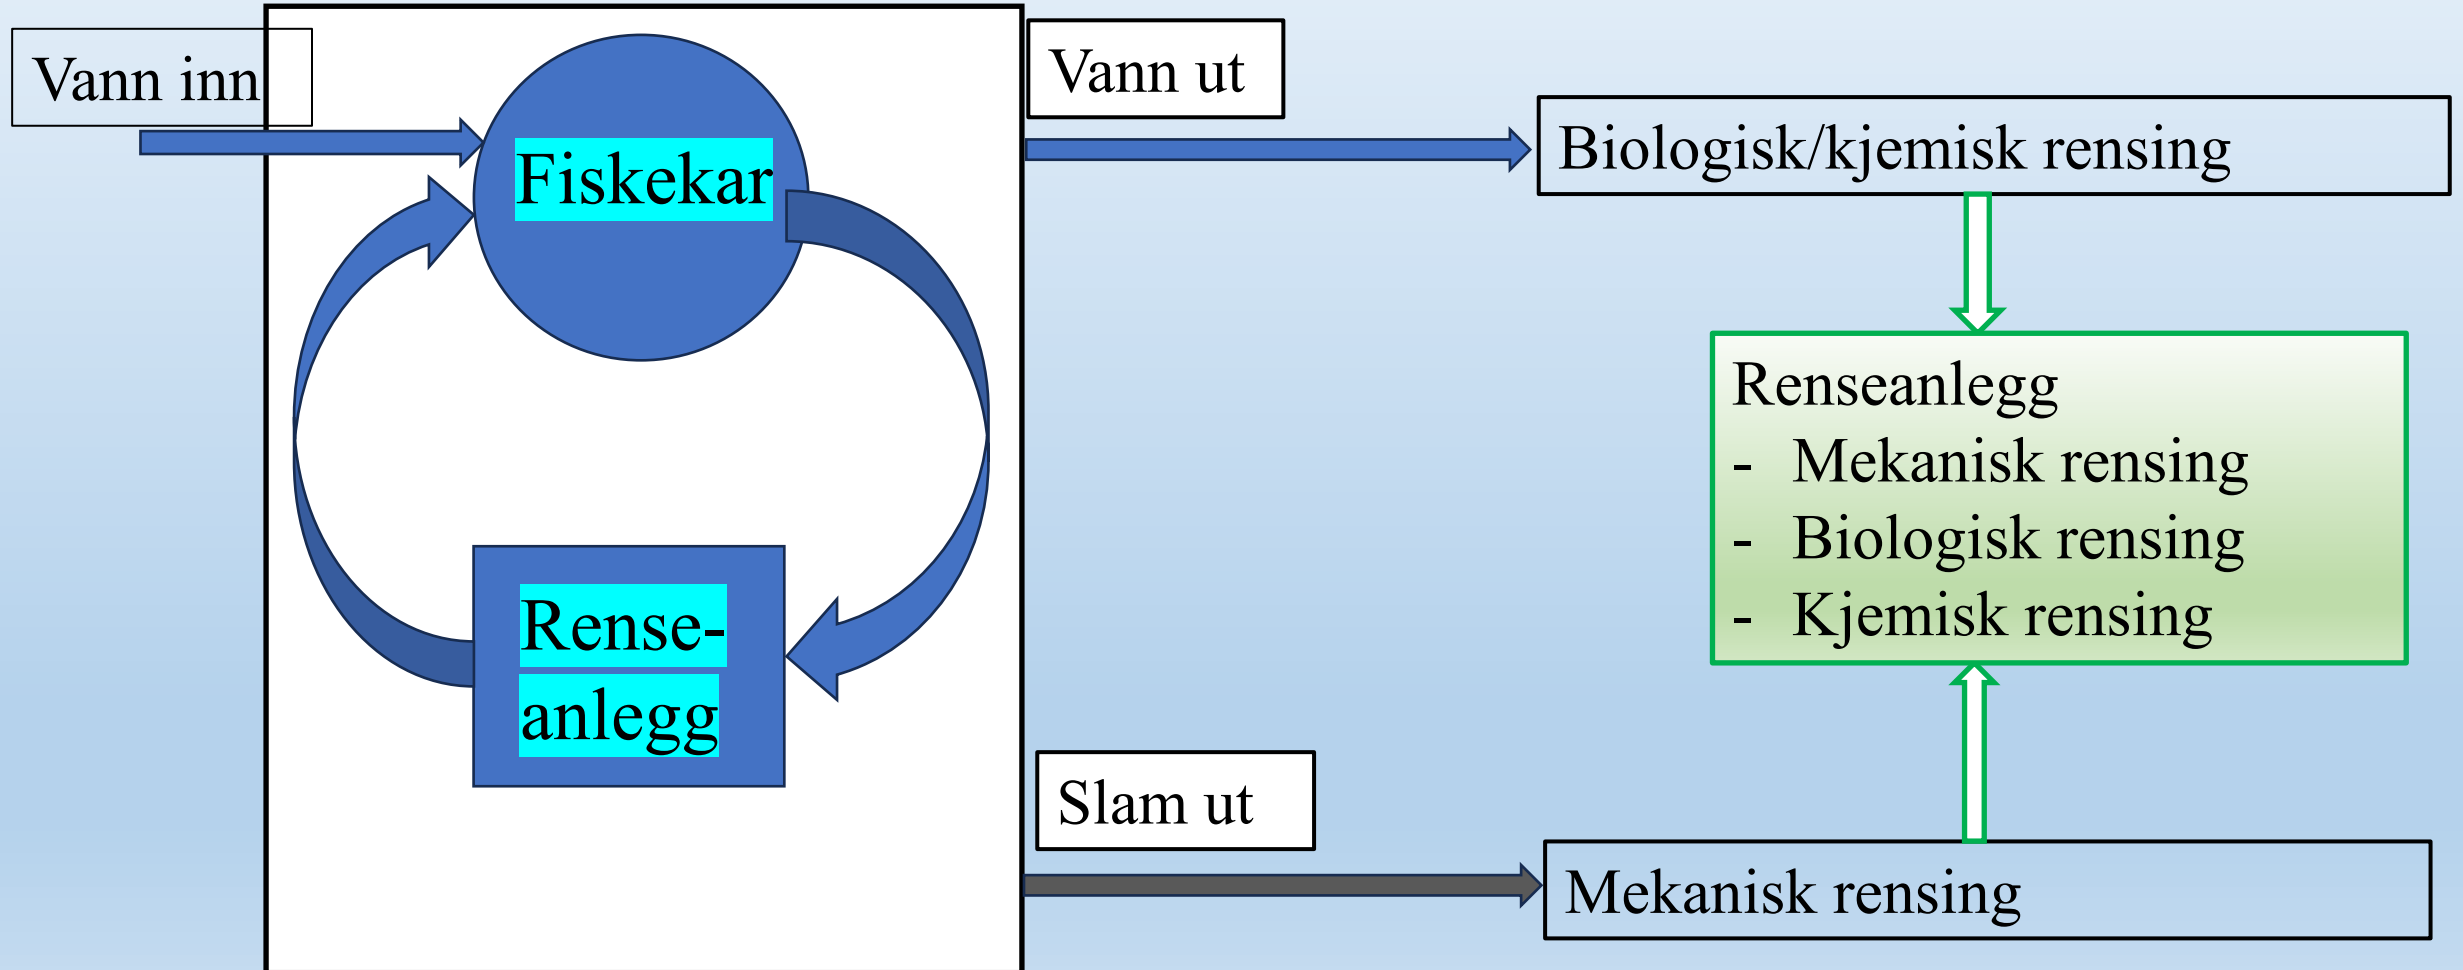 Vann inn
Fiskekar
Rense-
anlegg
Vann ut
Biologisk/kjemisk rensing
Renseanlegg
- Mekanisk rensing
- Biologisk rensing
- Kjemisk rensing
Slam ut
Mekanisk rensing